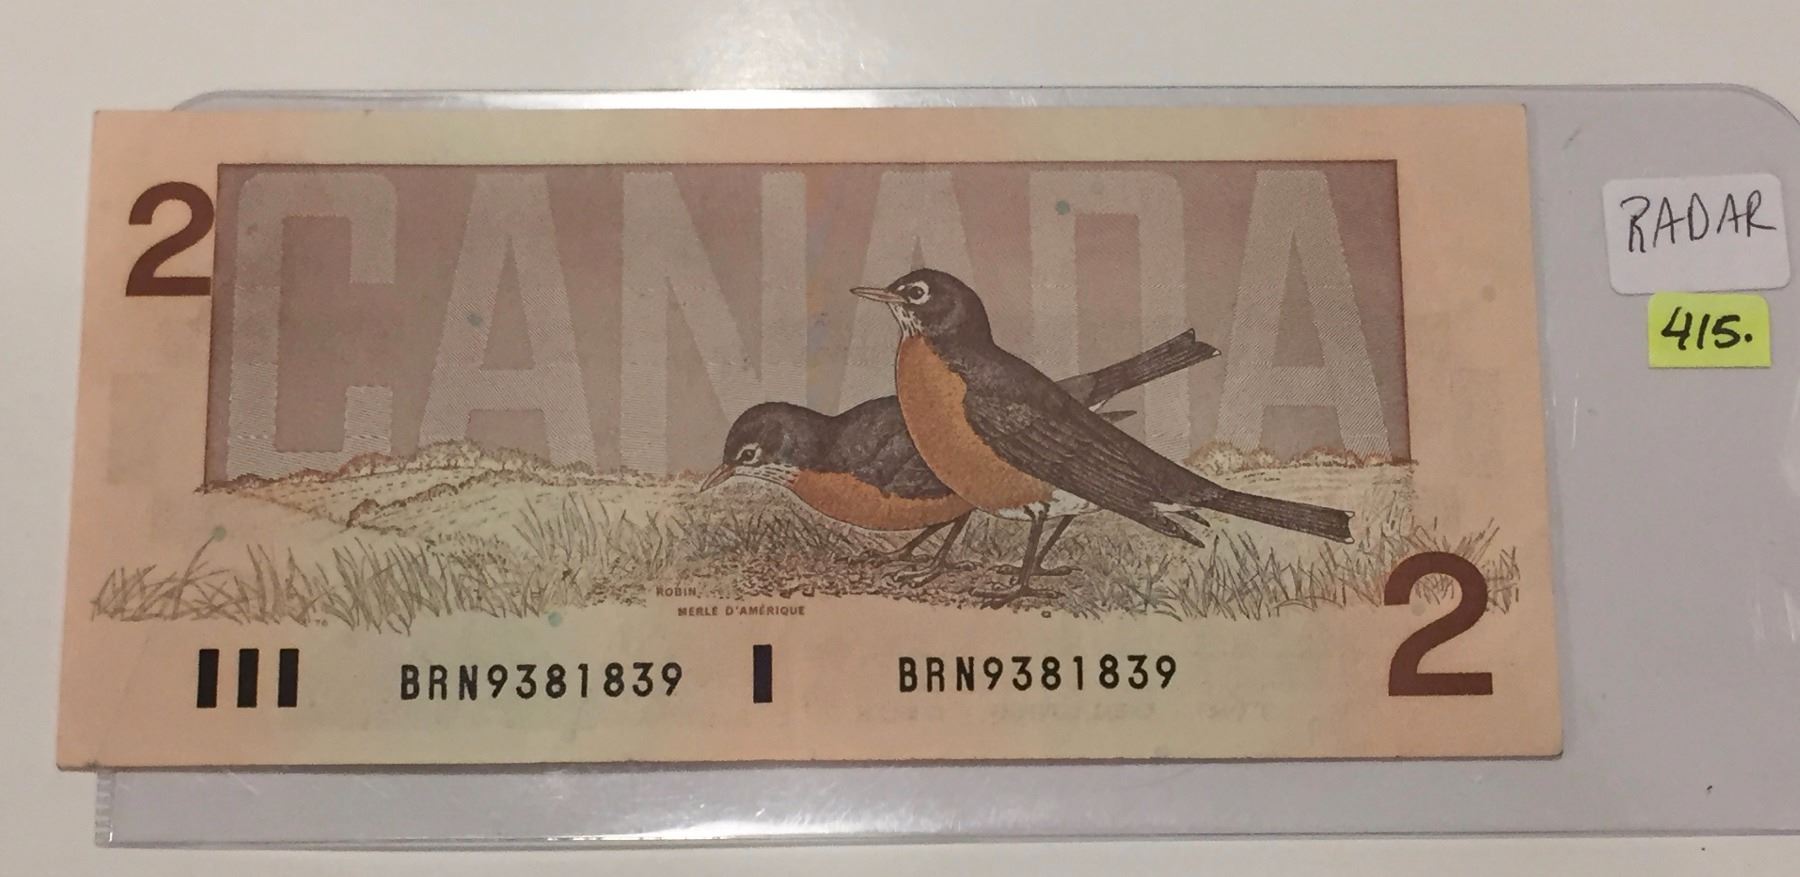 2
CANADA
RADAR
415.
ROBIN
MERLE D'AMÉRIQUE
BRN9381839
BRN9381839
2